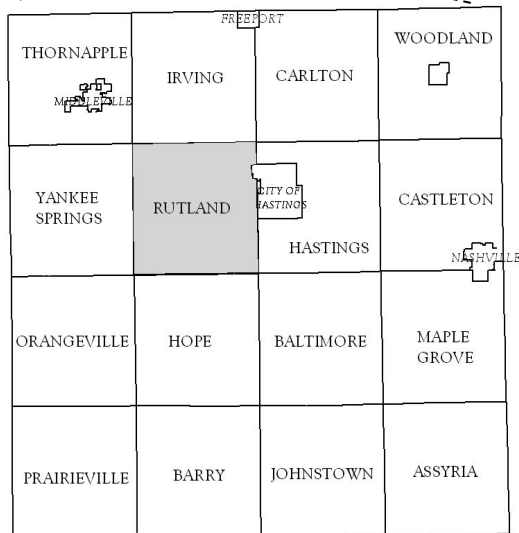 FREEPORT
THORNAPPLE
IRVING
CARLTON
WOODLAND
MIDDLEVILLE
YANKEE
SPRINGS
RUTLAND
CITY OF
HASTINGS
HASTINGS
CASTLETON
NASHVILLE
ORANGEVILLE
HOPE
BALTIMORE
MAPLE
GROVE
PRAIRIEVILLE
BARRY
JOHNSTOWN
ASSYRIA